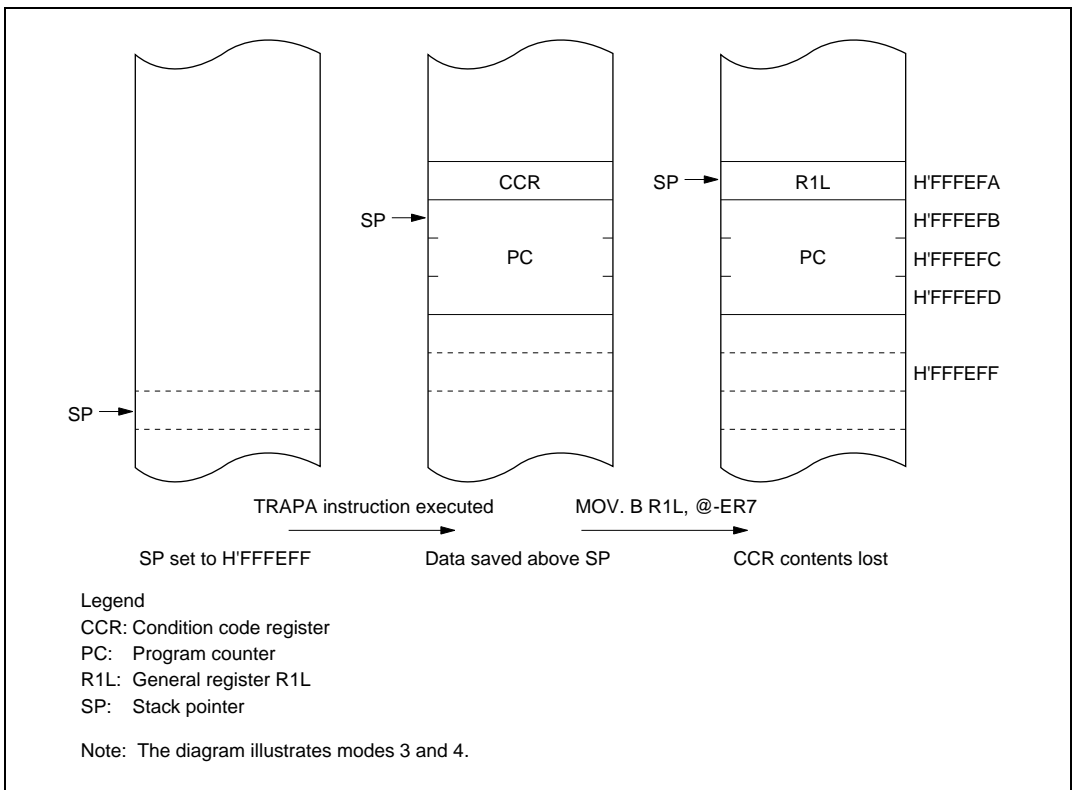 CCR
SP
R1L
H'FFFEFA
SP
H'FFFEFB
PC
PC
H'FFFEFC
H'FFFEFD
H'FFFEFF
SP
TRAPA instruction executed
MOV. B R1L, @-ER7
SP set to H'FFFEFF
Data saved above SP
CCR contents lost
Legend
CCR: Condition code register
PC: Program counter
R1L: General register R1L
SP: Stack pointer
Note: The diagram illustrates modes 3 and 4.